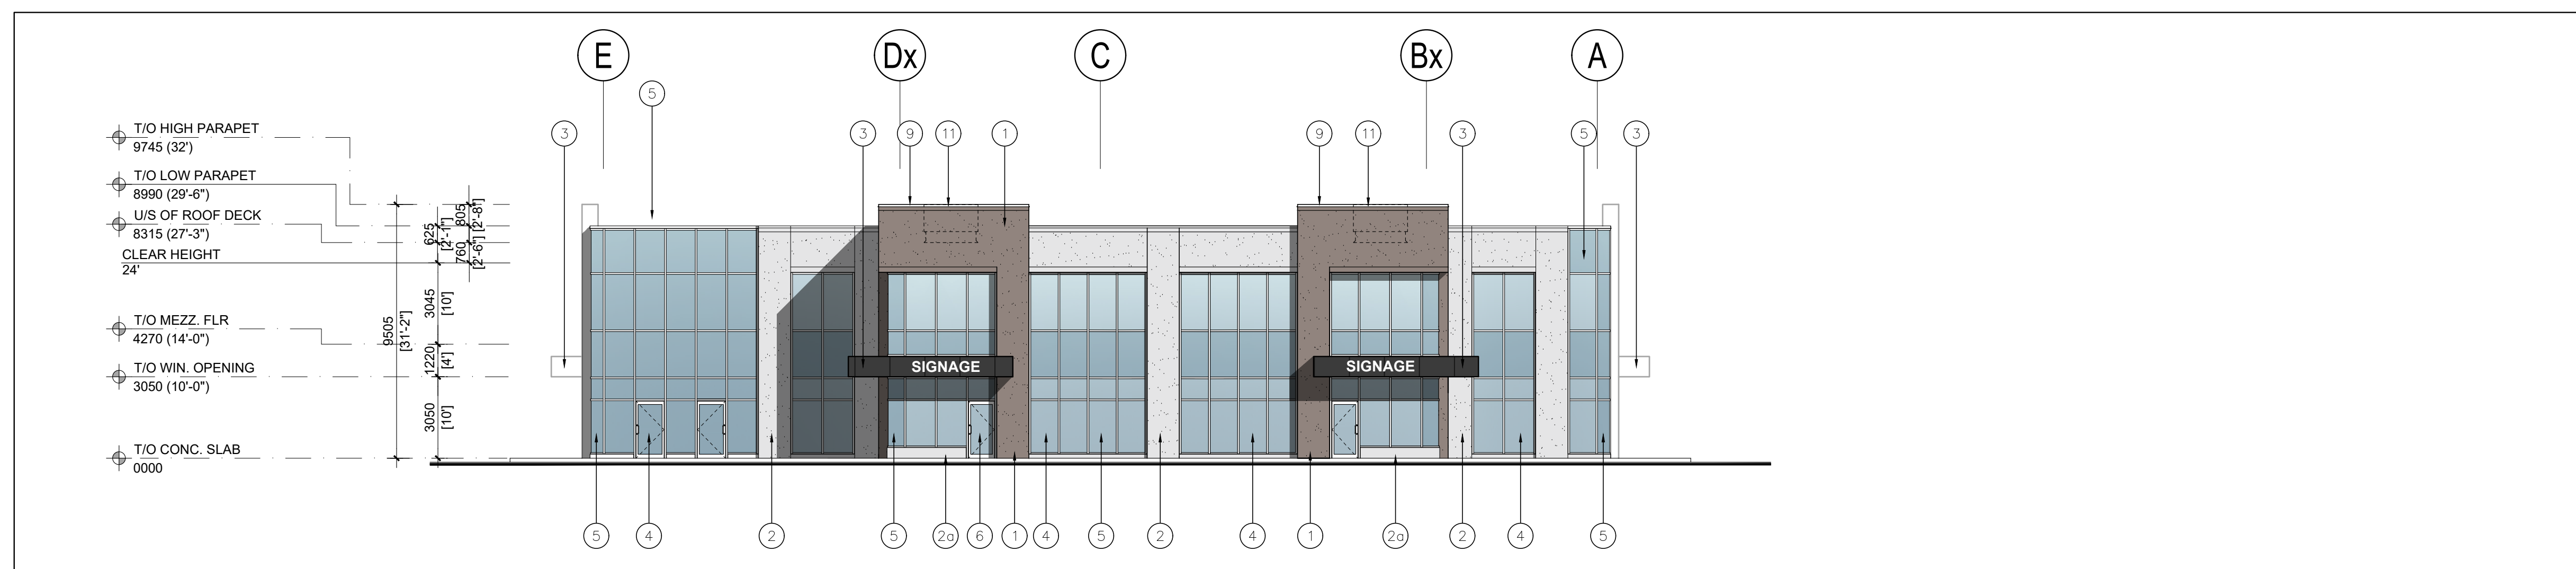 E Dx C Bx A
5
3 3 9 11 1 9 11 3 5 3
T/O HIGH PARAPET
9745 (32')
T/O LOW PARAPET
8990 (29'-6")
U/S OF ROOF DECK
8315 (27'-3")
CLEAR HEIGHT
24'
T/O MEZZ. FLR
4270 (14'-0")
T/O WIN. OPENING
3050 (10'-0")
T/O CONC. SLAB
0000
9505
[31'-2"]
625
[2'-1"]
805
[2'-8"]
760
[2'-6"]
3045
[10']
1220
[4']
3050
[10']
SIGNAGE SIGNAGE
5 4 2 5 2a 6 1 4 5 2 4 1 2a 2 4 5